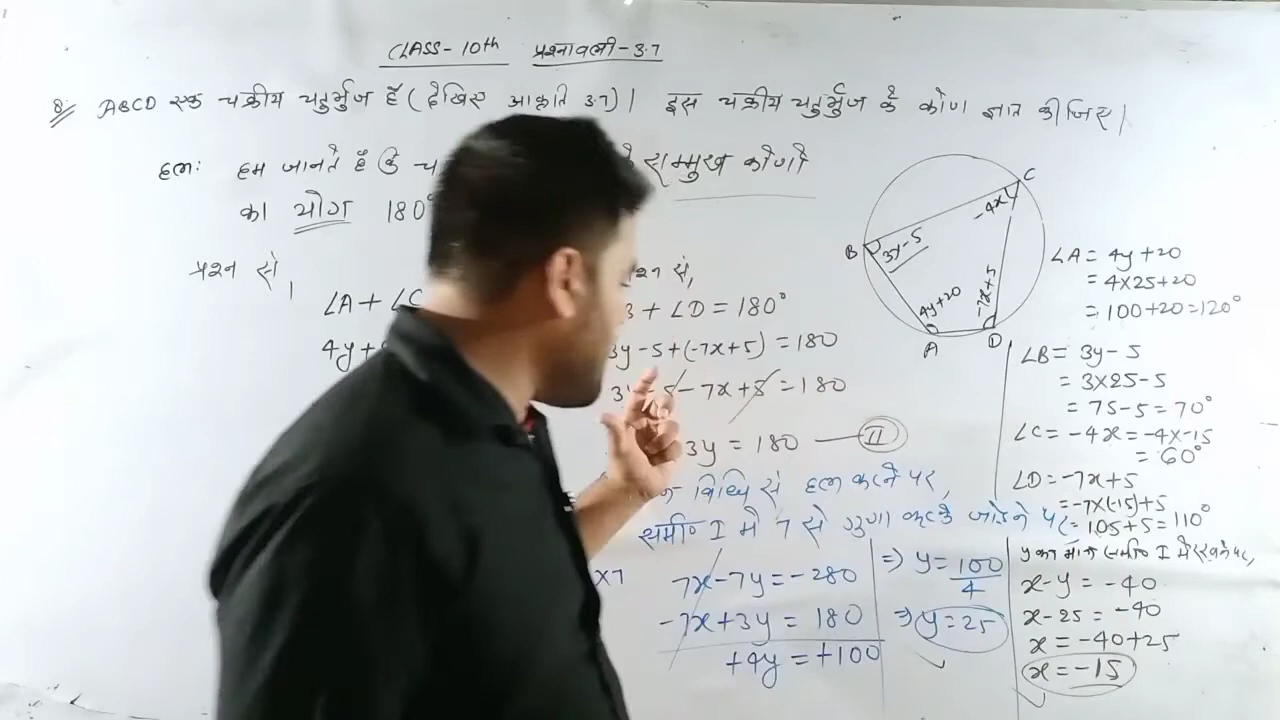 CLASS-10th प्रश्नावली-3.7
8:- ABCD एक चक्रीय चतुर्भुज है (देखिए आकृति 3.7)। इस चक्रीय चतुर्भुज के कोण ज्ञात कीजिए।
हल: हम जानते हैं कि च
सम्मुख कोणों
का योग 180°
प्रश्न से,
∠A + ∠C
4y+
से,
+ ∠D = 180°
3y-5+(-7x+5) = 180
-7x+5 = 180
3y = 180 — II
विधि से हल करने पर,
समी० I में 7 से गुणा करके जोड़ने पर
×7
7x-7y = -280
-7x+3y = 180
+4y = +100
⇒ y = 100
4
⇒ y = 25
C
-4x
B
3y-5
4y+20
-7x+5
A
D
∠A = 4y+20
= 4×25+20
= 100+20 = 120°
∠B = 3y-5
= 3×25-5
= 75-5 = 70°
∠C = -4x = -4×-15
= 60°
∠D = -7x+5
= -7×(-15)+5
= 105+5 = 110°
y का मान समी० I में रखने पर,
x-y = -40
x-25 = -40
x = -40+25
x = -15